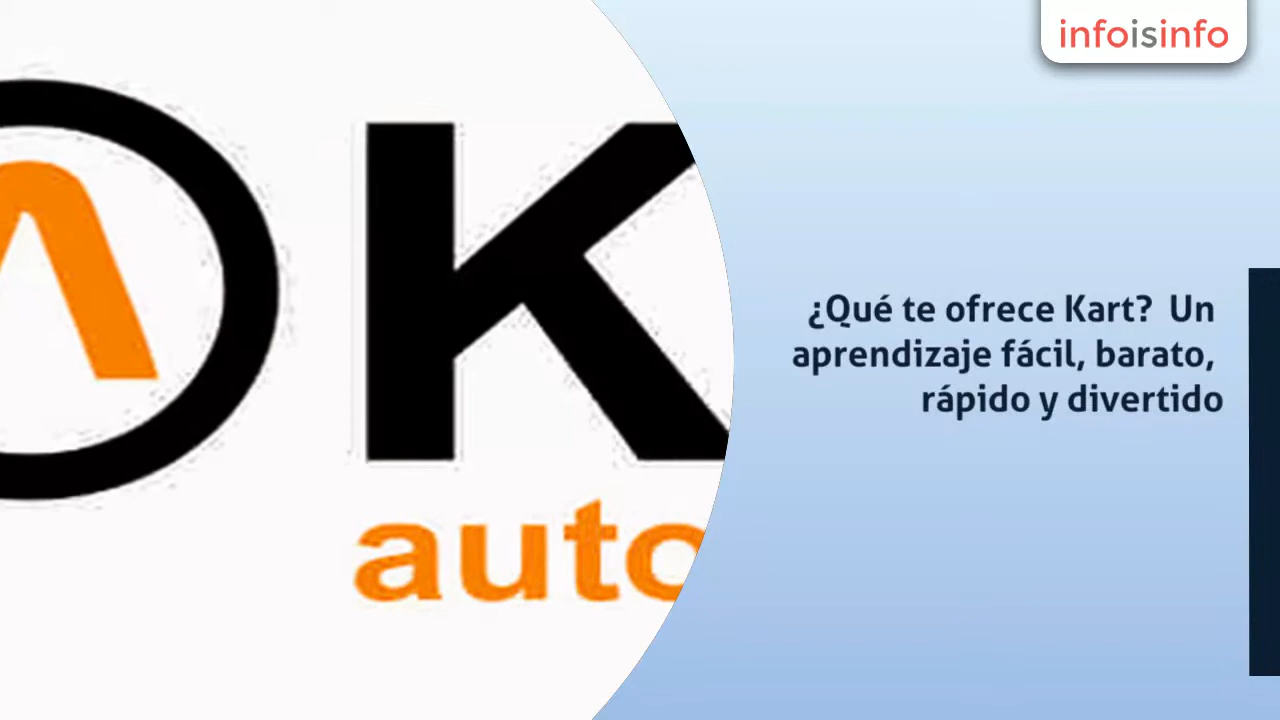 infoisinfo
K
auto
¿Qué te ofrece Kart? Un
aprendizaje fácil, barato,
rápido y divertido